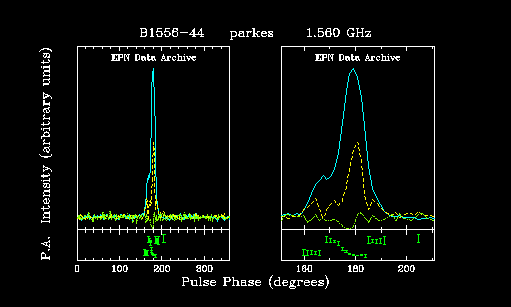 B1556-44 parkes 1.560 GHz
EPN Data Archive EPN Data Archive
P.A. Intensity (arbitrary units)
0 100 200 300 160 180 200
Pulse Phase (degrees)